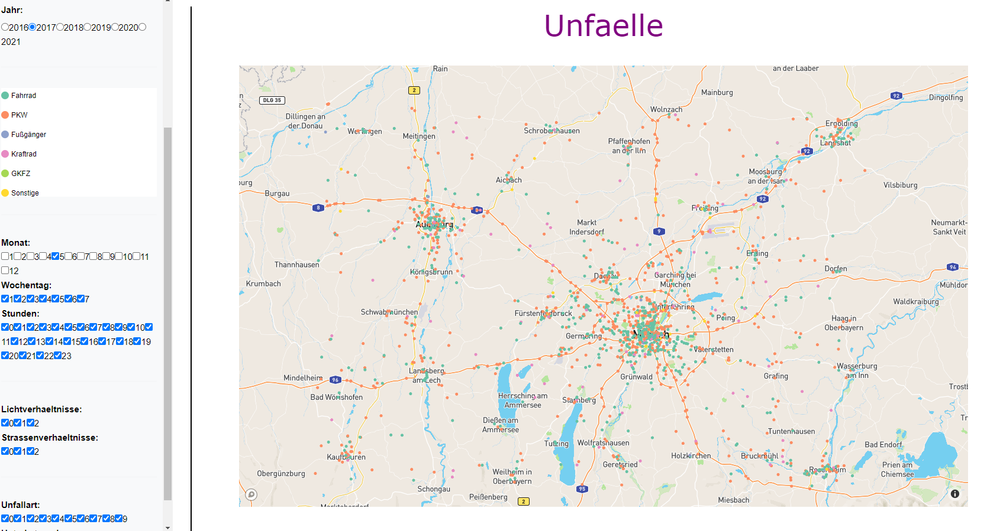 Jahr:
2016 2017 2018 2019 2020
2021
Fahrrad
PKW
Fußgänger
Kraftrad
GKFZ
Sonstige
Monat:
1 2 3 4 5 6 7 8 9 10 11
12
Wochentag:
1 2 3 4 5 6 7
Stunden:
0 1 2 3 4 5 6 7 8 9 10
11 12 13 14 15 16 17 18 19
20 21 22 23
Lichtverhaeltnisse:
0 1 2
Strassenverhaeltnisse:
0 1 2
Unfallart:
0 1 2 3 4 5 6 7 8 9
Unfaelle
Rain
an der Laaber
2
DLG 35
92
Dingolfing
Mainburg
Wolnzach
Dillingen an
der Donau
Wertingen
Meitingen
Schrobenhausen
Pfaffenhofen
an der Ilm
Ergolding
Landshut
92
Moosburg
an der Isar
Aichach
Burgau
Vilsbiburg
92
8
Freising
Augsburg
Markt
Indersdorf
9
Neumarkt-
Sankt Veit
Erding
Thannhausen
Königsbrunn
Krumbach
Dachau
Garching bei
München
Dorfen
94
Mühldor
Waldkraiburg
Schwabmünchen
Fürstenfeldbruck
Unterföhring
Poing
Haag in
Oberbayern
Germering
München
Vaterstetten
Mindelheim
96
Landsberg
am Lech
Grünwald
Grafing
Wasserburg
am Inn
Bad Wörishofen
Herrsching am
Ammersee
Starnberg
Dießen am
Ammersee
Tutzing
Wolfratshausen
Tuntenhausen
Bad Endorf
Kaufbeuren
Geretsried
Holzkirchen
Bruckmühl
Rosenheim
Prien am
Chiemsee
Obergünzburg
Weilheim in
Oberbayern
Schongau
95
Peißenberg
2
Miesbach